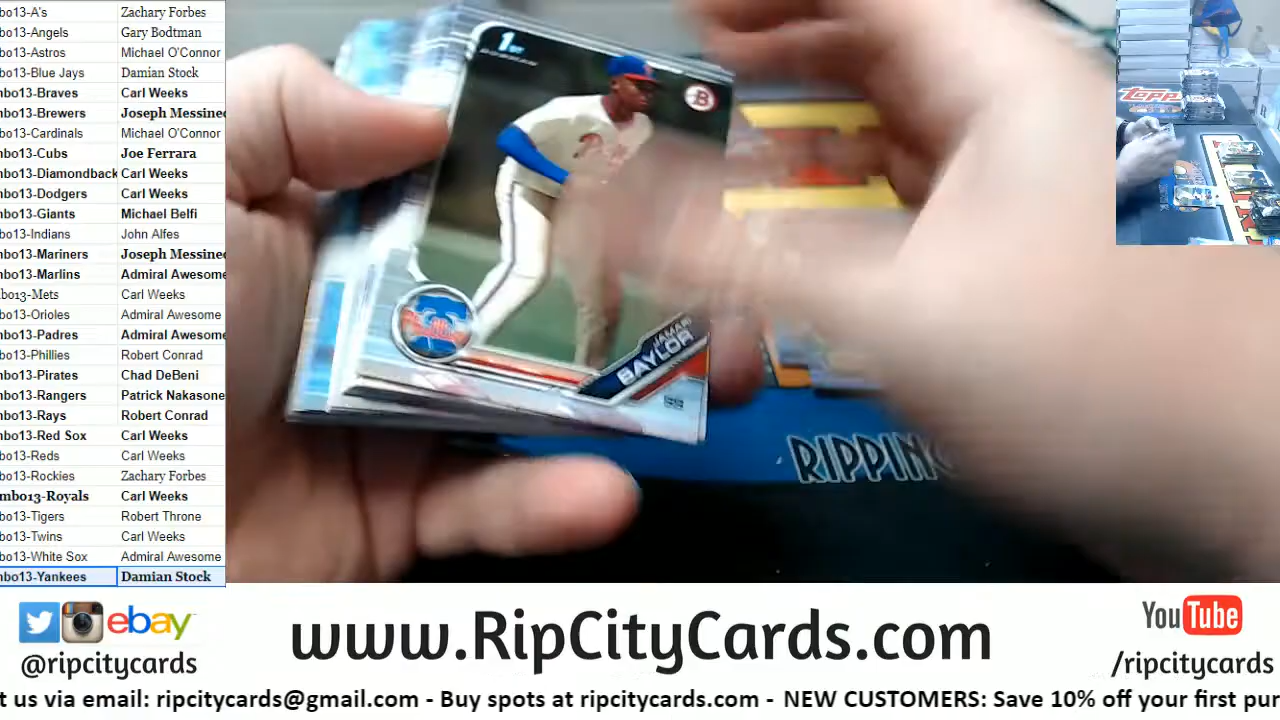 bo13-A's Zachary Forbes
bo13-Angels Gary Bodtman
bo13-Astros Michael O'Connor
bo13-Blue Jays Damian Stock
nbo13-Braves Carl Weeks
nbo13-Brewers Joseph Messine
bo13-Cardinals Michael O'Connor
nbo13-Cubs Joe Ferrara
nbo13-Diamondback Carl Weeks
nbo13-Dodgers Carl Weeks
nbo13-Giants Michael Belfi
bo13-Indians John Alfes
nbo13-Mariners Joseph Messine
nbo13-Marlins Admiral Awesome
bo13-Mets Carl Weeks
bo13-Orioles Admiral Awesome
nbo13-Padres Admiral Awesome
bo13-Phillies Robert Conrad
nbo13-Pirates Chad DeBeni
nbo13-Rangers Patrick Nakasone
nbo13-Rays Robert Conrad
nbo13-Red Sox Carl Weeks
bo13-Reds Carl Weeks
bo13-Rockies Zachary Forbes
mbo13-Royals Carl Weeks
bo13-Tigers Robert Throne
bo13-Twins Carl Weeks
bo13-White Sox Admiral Awesome
nbo13-Yankees Damian Stock
1st
B
JAMARI
BAYLOR
SS
TOPPS
RIPPING
ebay
@ripcitycards
www.RipCityCards.com
YouTube
/ripcitycards
t us via email: ripcitycards@gmail.com - Buy spots at ripcitycards.com - NEW CUSTOMERS: Save 10% off your first pur